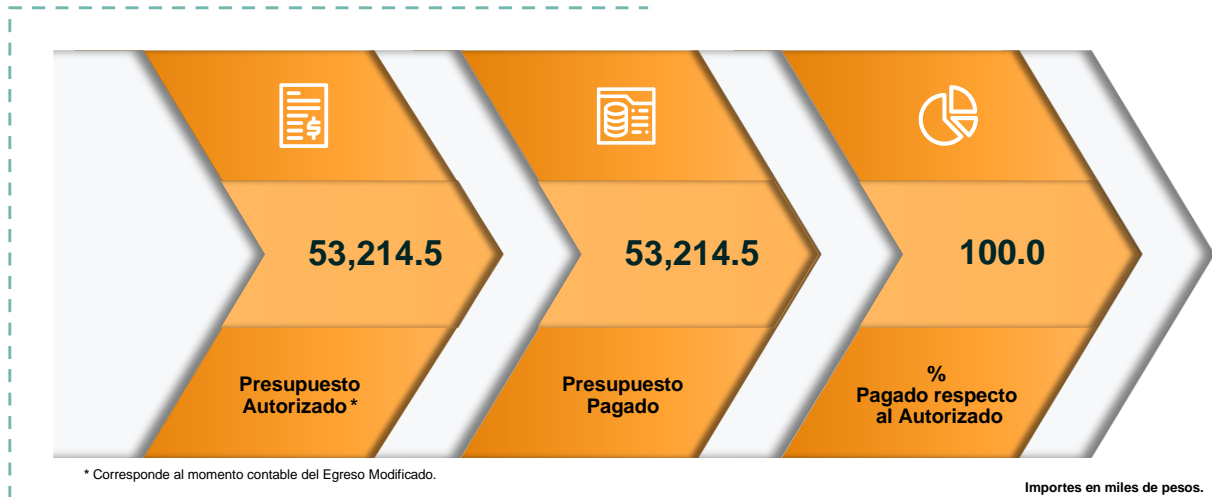 53,214.5
53,214.5
100.0
Presupuesto
Autorizado *
Presupuesto
Pagado
%
Pagado respecto
al Autorizado
* Corresponde al momento contable del Egreso Modificado.
Importes en miles de pesos.